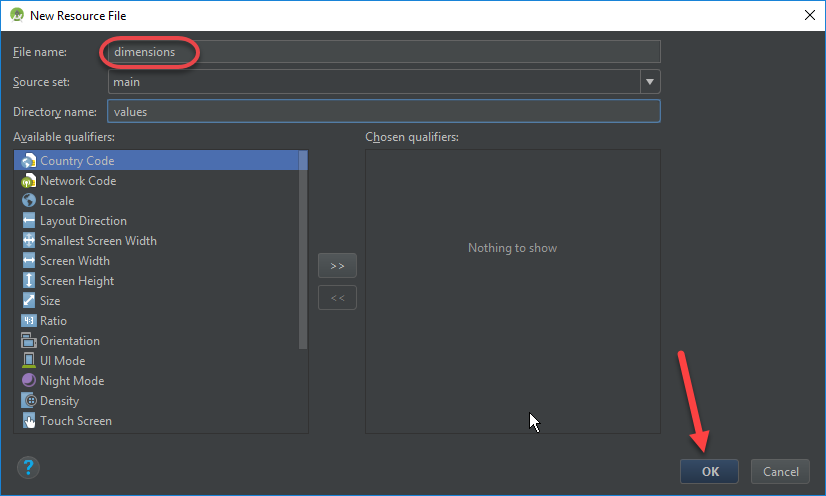 New Resource File
File name: dimensions
Source set: main
Directory name: values
Available qualifiers: Chosen qualifiers:
Country Code
Network Code
Locale
Layout Direction
Smallest Screen Width
Nothing to show
Screen Width
>>
Screen Height
Size
<<
4:3 Ratio
Orientation
UI Mode
Night Mode
Density
Touch Screen
?
OK Cancel